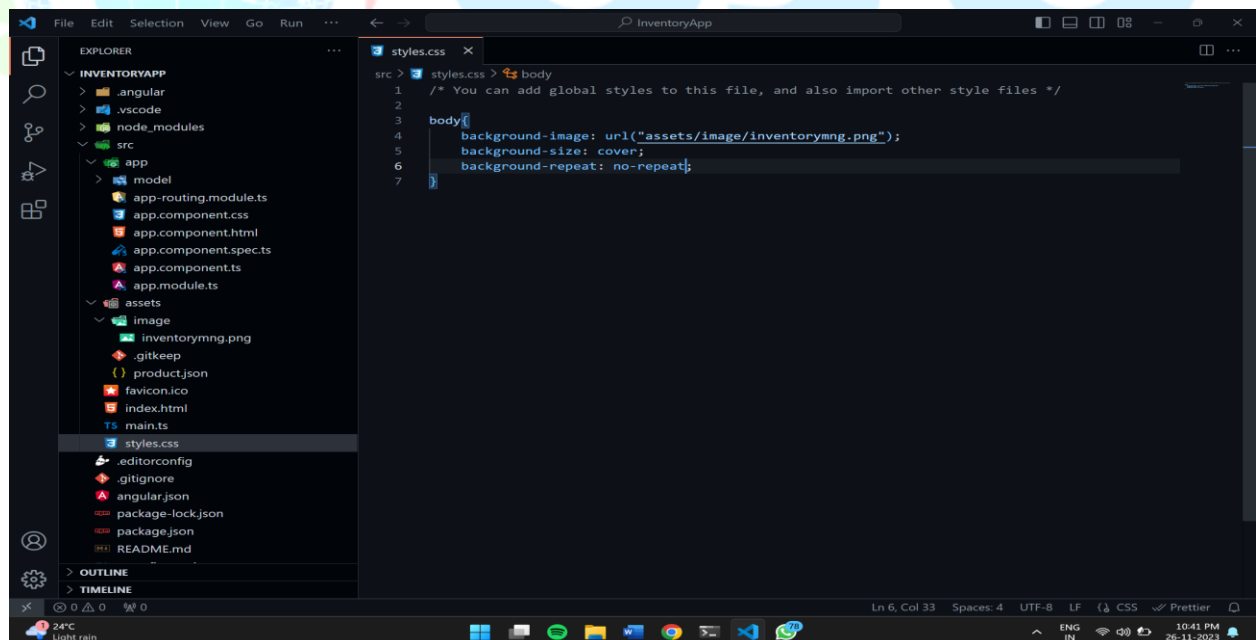 File Edit Selection View Go Run ··· InventoryApp
EXPLORER ···
INVENTORYAPP
.angular
.vscode
node_modules
src
app
model
app-routing.module.ts
app.component.css
app.component.html
app.component.spec.ts
app.component.ts
app.module.ts
assets
image
inventorymng.png
.gitkeep
{ } product.json
favicon.ico
index.html
TS main.ts
styles.css
.editorconfig
.gitignore
angular.json
package-lock.json
package.json
README.md
OUTLINE
TIMELINE
styles.css ×
src > styles.css > body
1 /* You can add global styles to this file, and also import other style files */
2
3 body{
4 background-image: url("assets/image/inventorymng.png");
5 background-size: cover;
6 background-repeat: no-repeat;
7 }
0 0 0 Ln 6, Col 33 Spaces: 4 UTF-8 LF CSS Prettier
1 24°C
Light rain
78
ENG
IN
10:41 PM
26-11-2023